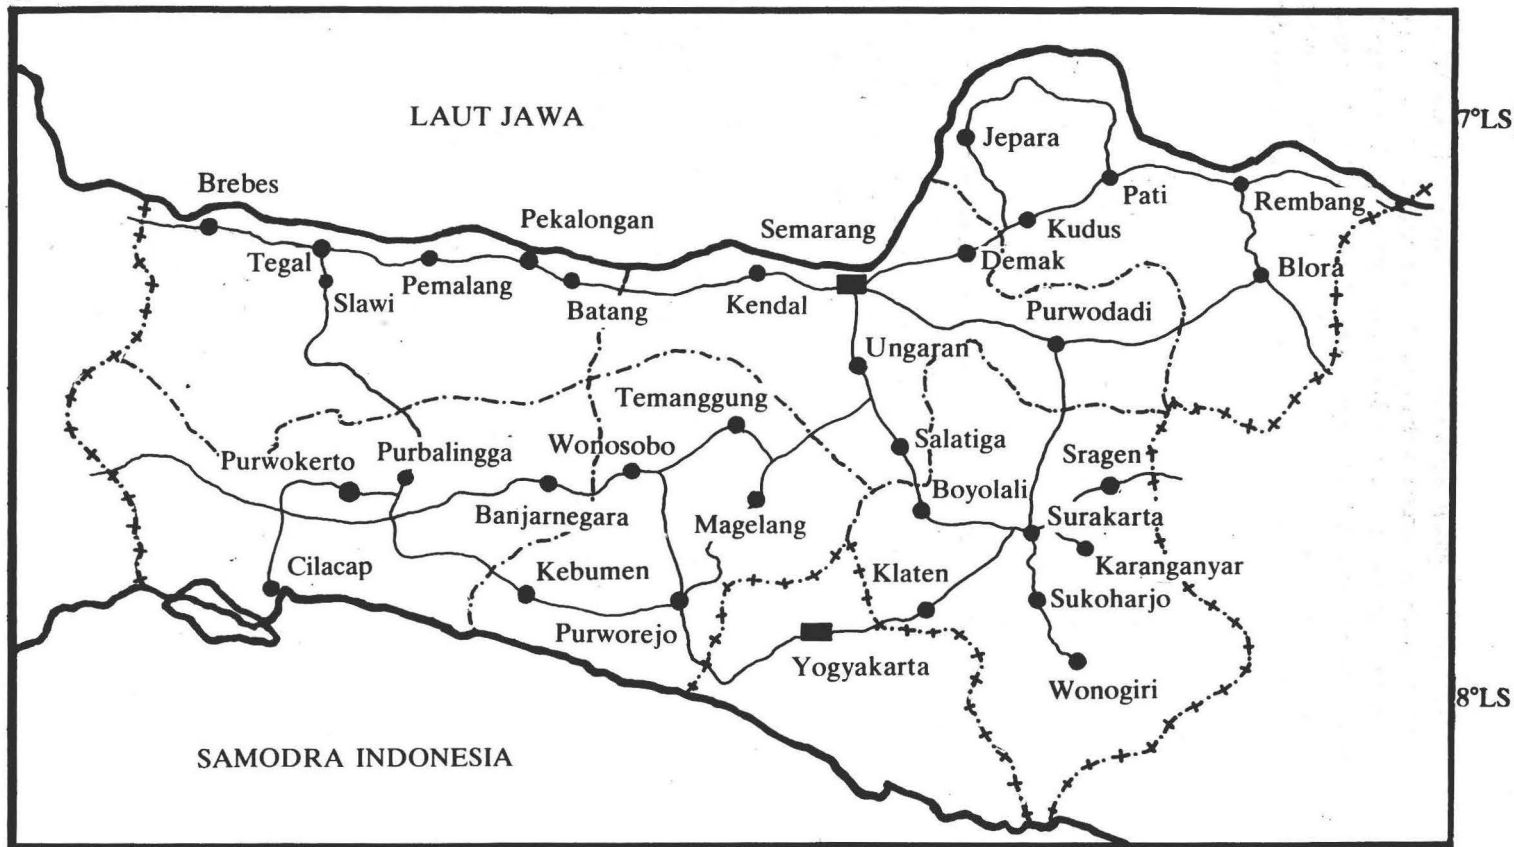 LAUT JAWA
7°LS
Jepara
Brebes
Pati
Rembang
Pekalongan
Semarang
Kudus
Tegal
Demak
Blora
Pemalang
Slawi
Batang
Kendal
Purwodadi
Ungaran
Temanggung
Wonosobo
Salatiga
Purwokerto
Purbalingga
Sragen
Boyolali
Banjarnegara
Magelang
Surakarta
Cilacap
Kebumen
Klaten
Karanganyar
Sukoharjo
Purworejo
Yogyakarta
Wonogiri
8°LS
SAMODRA INDONESIA